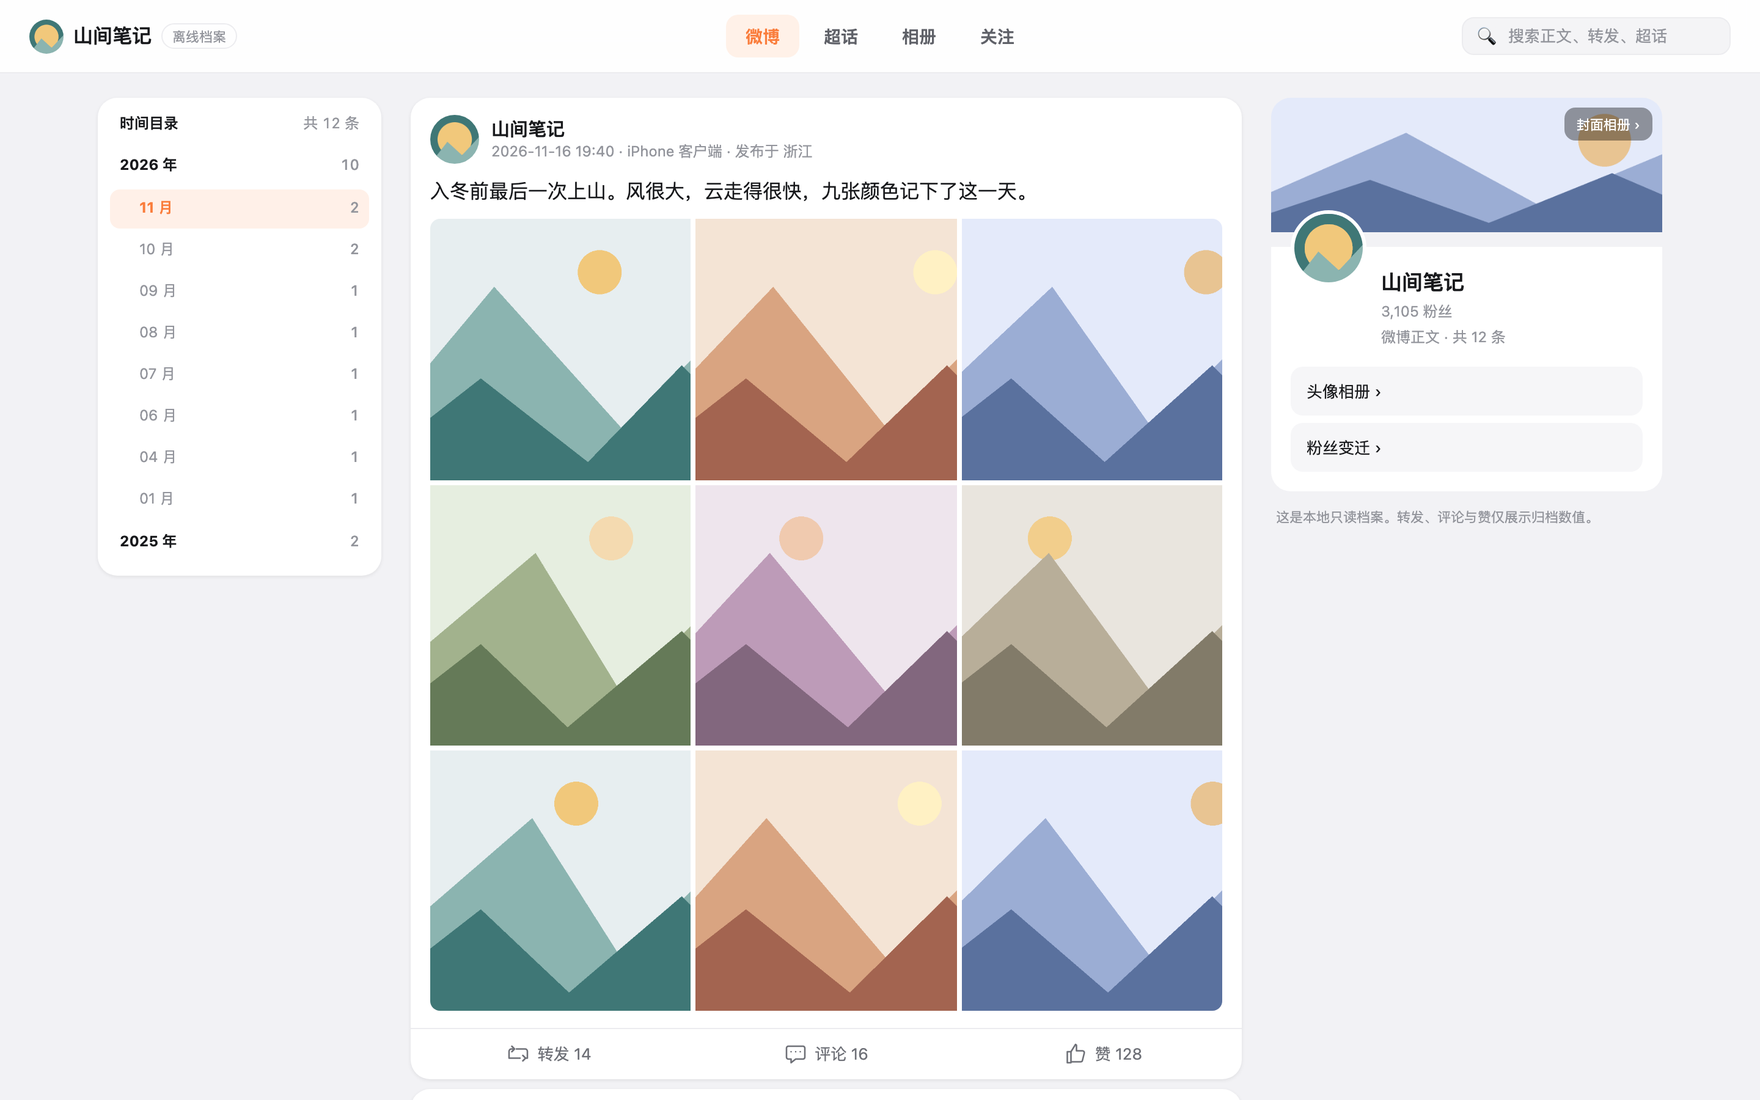 山间笔记 离线档案
微博 超话 相册 关注
搜索正文、转发、超话
时间目录 共 12 条
2026 年 10
11 月 2
10 月 2
09 月 1
08 月 1
07 月 1
06 月 1
04 月 1
01 月 1
2025 年 2
山间笔记
2026-11-16 19:40 · iPhone 客户端 · 发布于 浙江
入冬前最后一次上山。风很大，云走得很快，九张颜色记下了这一天。
转发 14 评论 16 赞 128
封面相册 ›
山间笔记
3,105 粉丝
微博正文 · 共 12 条
头像相册 ›
粉丝变迁 ›
这是本地只读档案。转发、评论与赞仅展示归档数值。